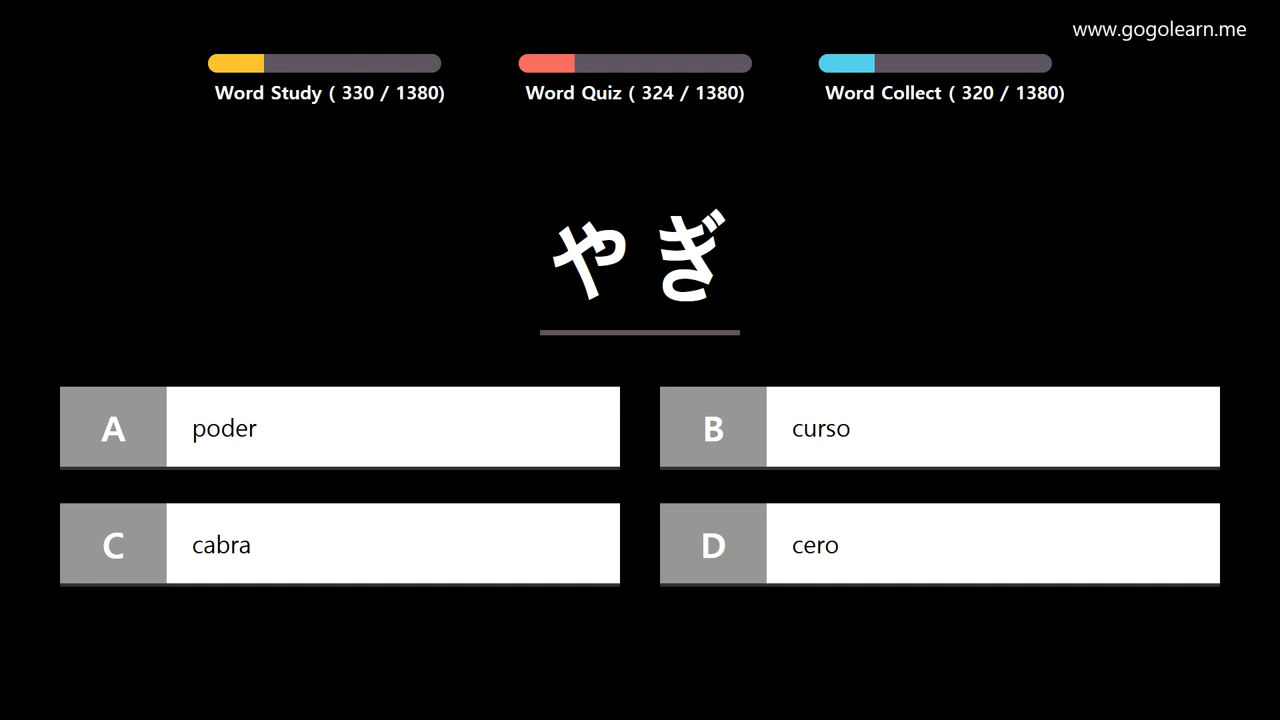 www.gogolearn.me
Word Study ( 330 / 1380)
Word Quiz ( 324 / 1380)
Word Collect ( 320 / 1380)
やぎ
A poder
B curso
C cabra
D cero